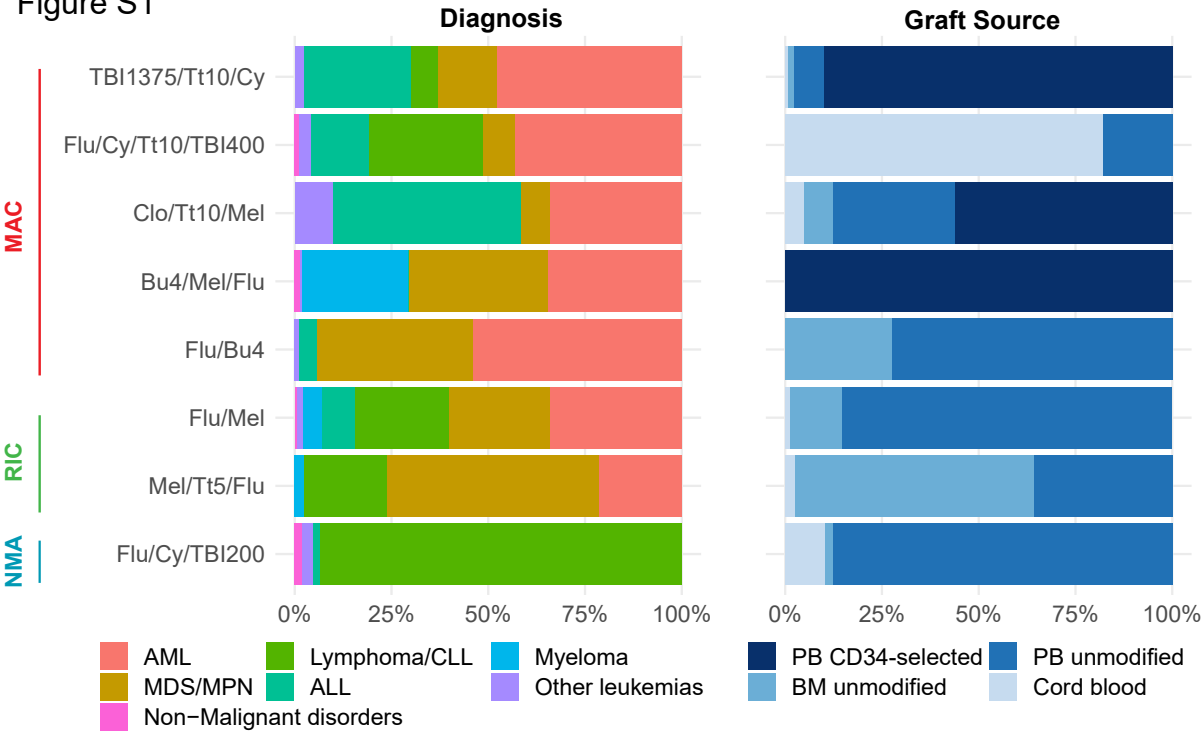 Figure S1
Diagnosis
Graft Source
MAC
TBI1375/Tt10/Cy
Flu/Cy/Tt10/TBI400
Clo/Tt10/Mel
Bu4/Mel/Flu
Flu/Bu4
RIC
Flu/Mel
Mel/Tt5/Flu
NMA
Flu/Cy/TBI200
0% 25% 50% 75% 100%
0% 25% 50% 75% 100%
AML Lymphoma/CLL Myeloma
MDS/MPN ALL Other leukemias
Non−Malignant disorders
PB CD34-selected PB unmodified
BM unmodified Cord blood